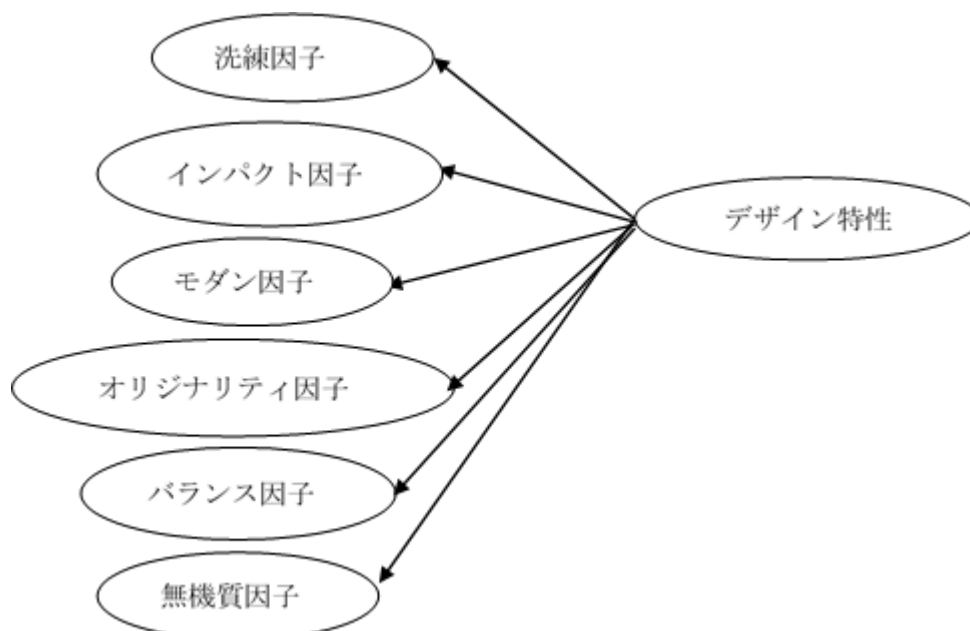 洗練因子
インパクト因子
デザイン特性
モダン因子
オリジナリティ因子
バランス因子
無機質因子